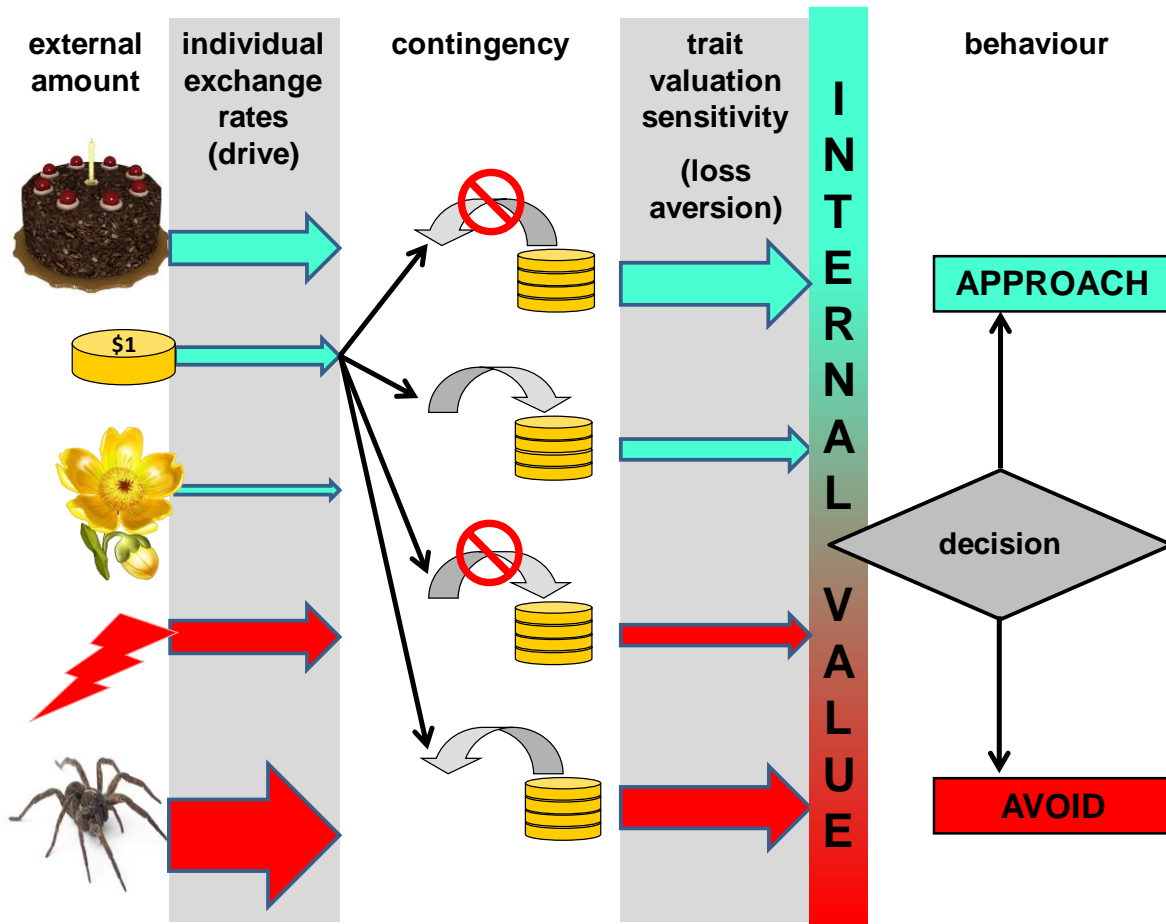 external
amount
individual
exchange
rates
(drive)
contingency
trait
valuation
sensitivity
(loss
aversion)
INTERNAL VALUE
behaviour
$1
APPROACH
decision
AVOID